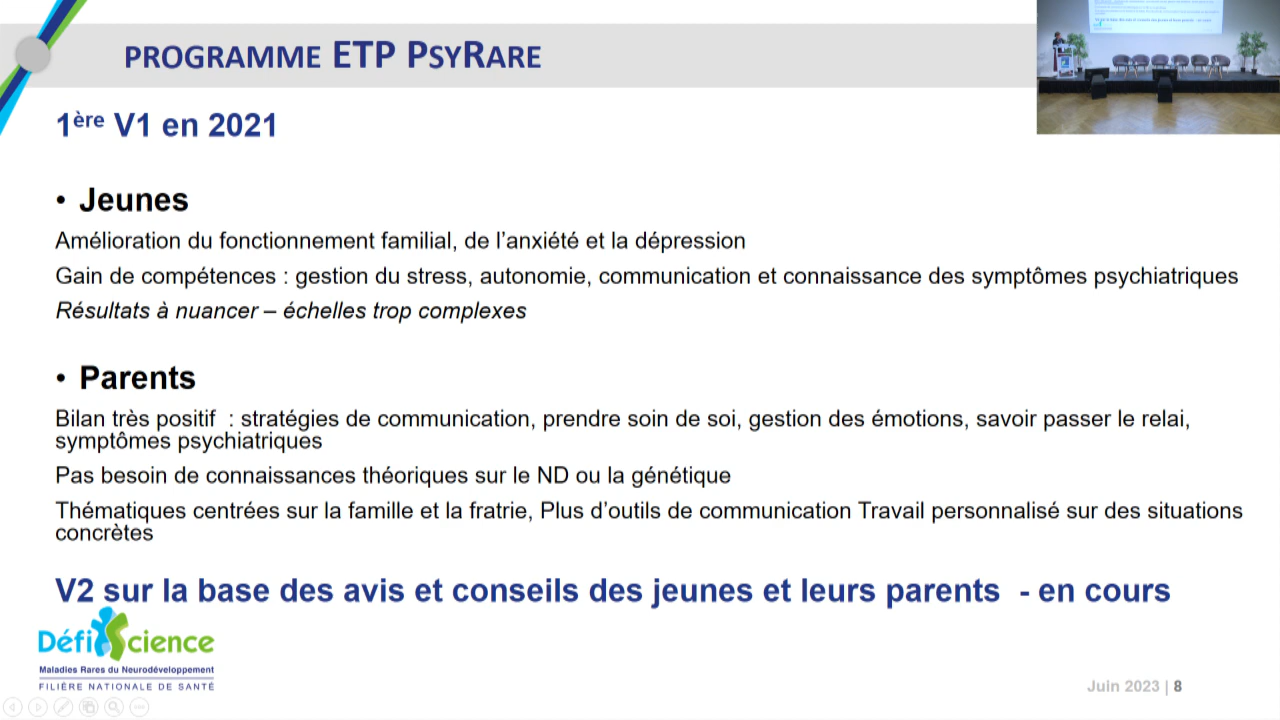 PROGRAMME ETP PSYRARE
1ère V1 en 2021
• Jeunes
Amélioration du fonctionnement familial, de l'anxiété et la dépression
Gain de compétences : gestion du stress, autonomie, communication et connaissance des symptômes psychiatriques
Résultats à nuancer – échelles trop complexes
• Parents
Bilan très positif : stratégies de communication, prendre soin de soi, gestion des émotions, savoir passer le relai,
symptômes psychiatriques
Pas besoin de connaissances théoriques sur le ND ou la génétique
Thématiques centrées sur la famille et la fratrie, Plus d'outils de communication Travail personnalisé sur des situations
concrètes
V2 sur la base des avis et conseils des jeunes et leurs parents - en cours
DéfiScience
Maladies Rares du Neurodéveloppement
FILIÈRE NATIONALE DE SANTÉ
Juin 2023 | 8